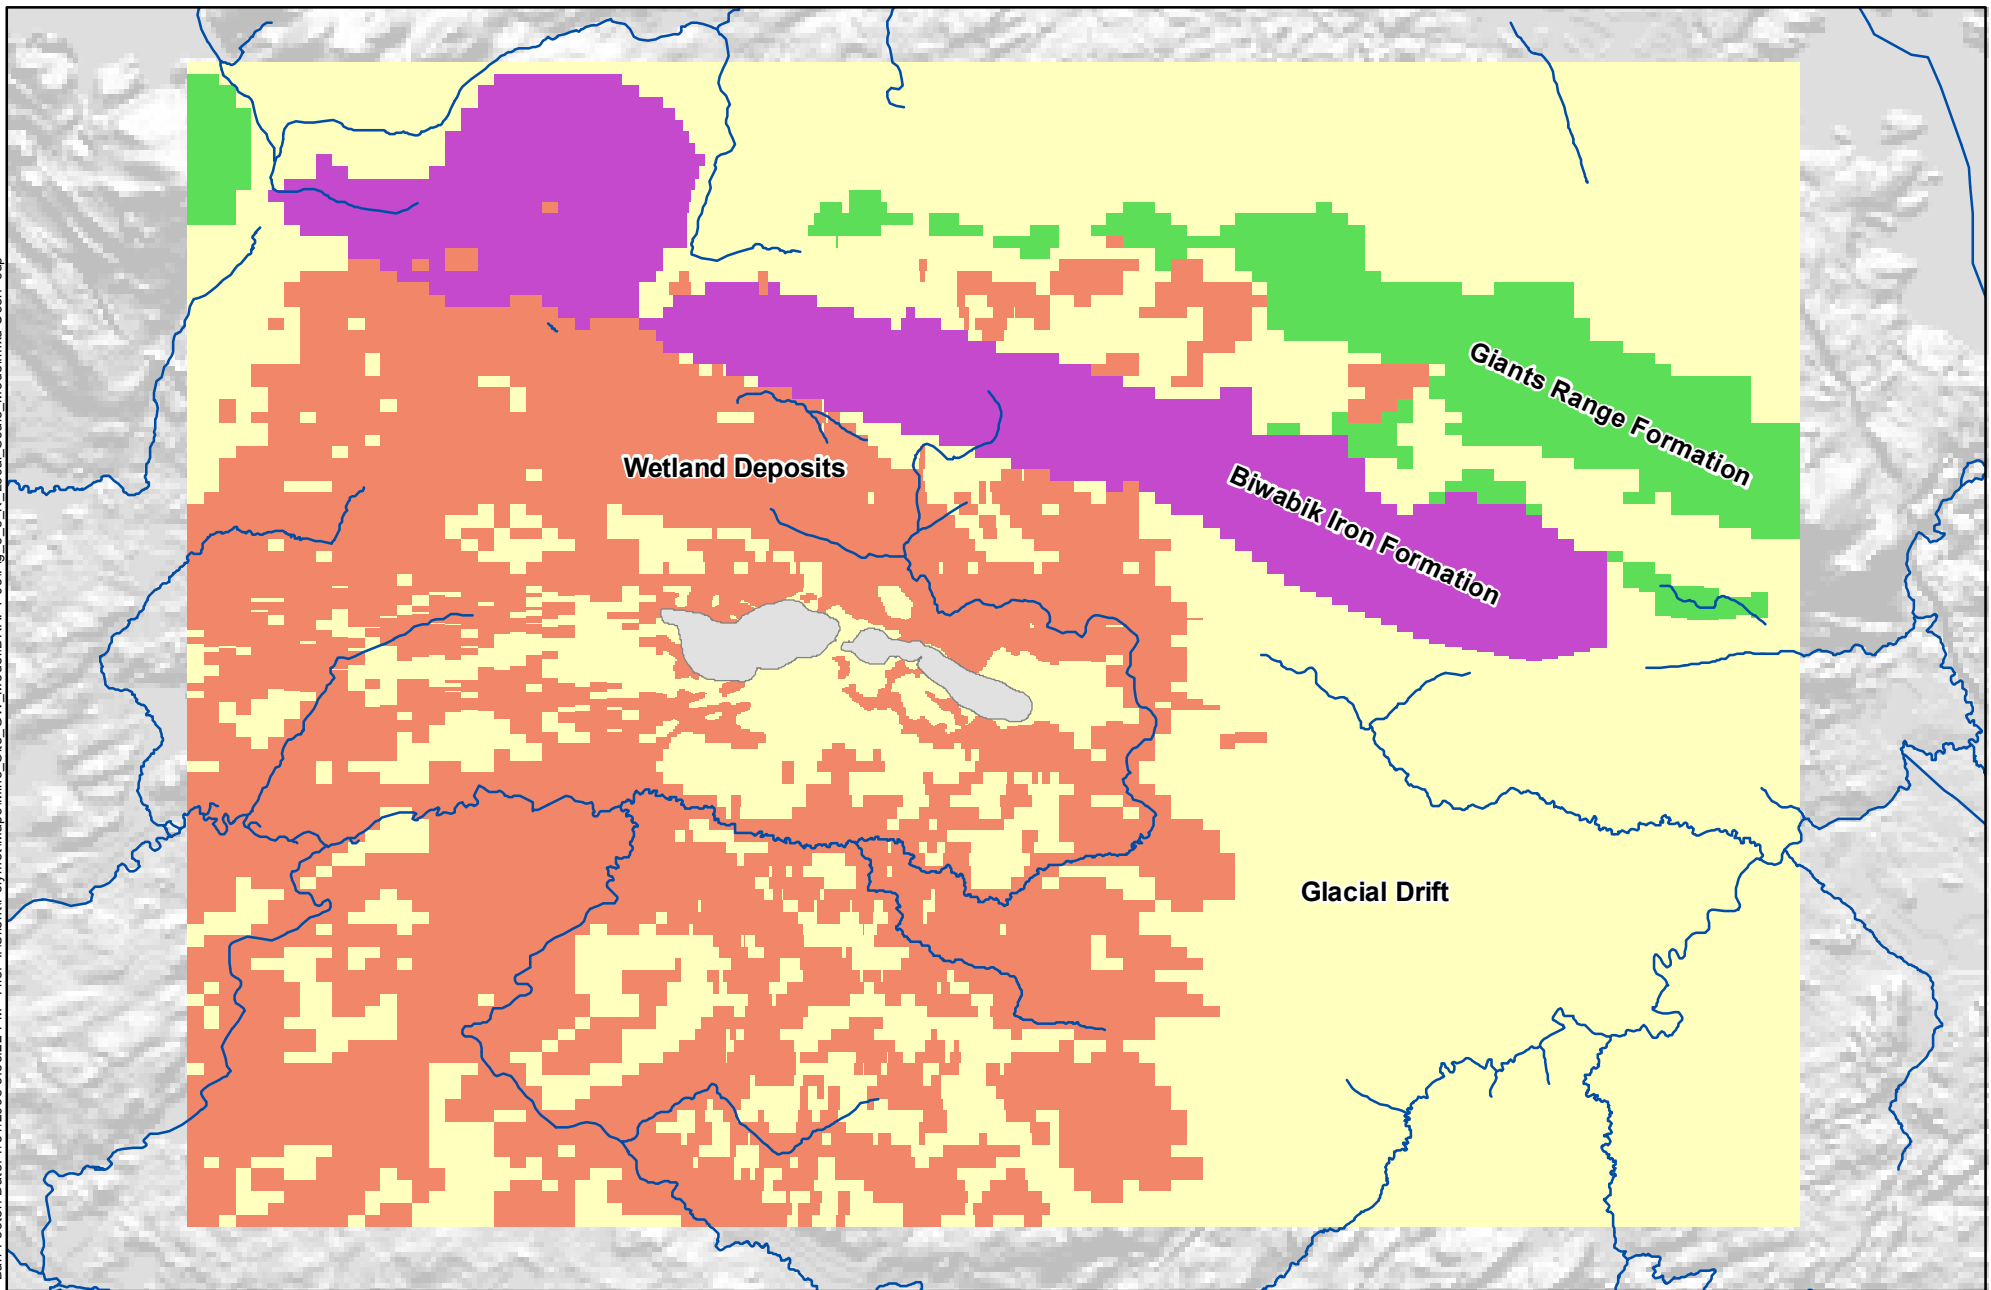 Giants Range Formation
Wetland Deposits
Biwabik Iron Formation
Glacial Drift